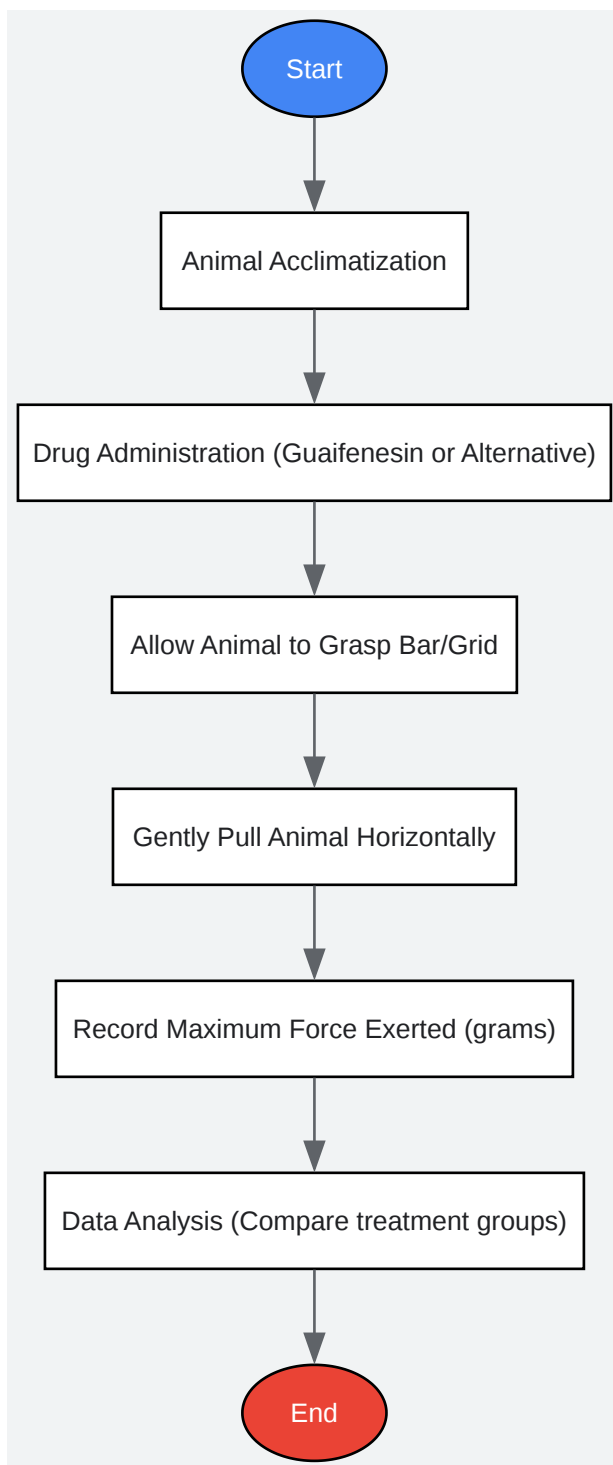 Start
Animal Acclimatization
Drug Administration (Guaifenesin or Alternative)
Allow Animal to Grasp Bar/Grid
Gently Pull Animal Horizontally
Record Maximum Force Exerted (grams)
Data Analysis (Compare treatment groups)
End